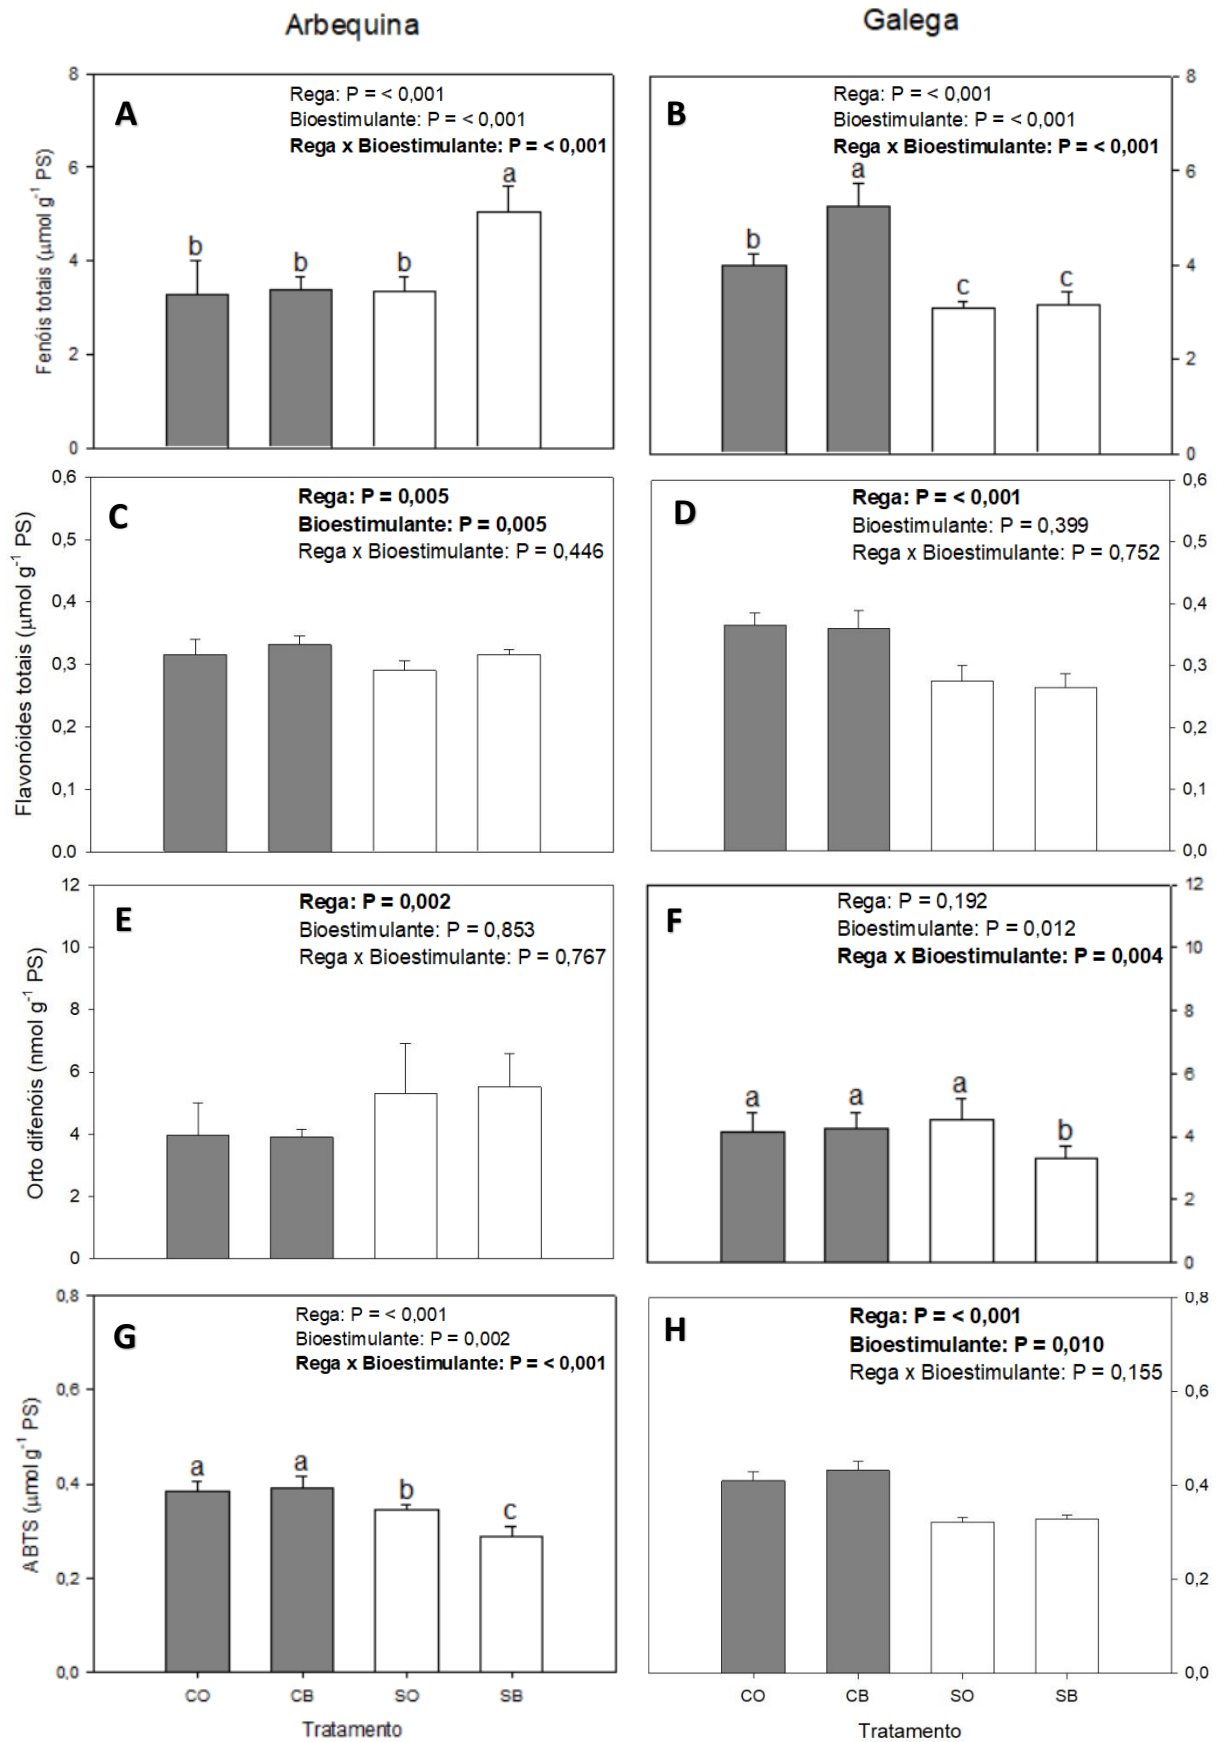 Arbequina
Galega
A
Rega: P = < 0,001
Bioestimulante: P = < 0,001
Rega x Bioestimulante: P = < 0,001
Fenóis totais (μmol g⁻¹ PS)
8
6
4
2
0
b
b
b
a
B
Rega: P = < 0,001
Bioestimulante: P = < 0,001
Rega x Bioestimulante: P = < 0,001
b
a
c
c
8
6
4
2
0
C
Rega: P = 0,005
Bioestimulante: P = 0,005
Rega x Bioestimulante: P = 0,446
Flavonóides totais (μmol g⁻¹ PS)
0,6
0,5
0,4
0,3
0,2
0,1
0.0
D
Rega: P = < 0,001
Bioestimulante: P = 0,399
Rega x Bioestimulante: P = 0,752
0,6
0,5
0,4
0,3
0,2
0,1
0,0
E
Rega: P = 0,002
Bioestimulante: P = 0,853
Rega x Bioestimulante: P = 0,767
Orto difenóis (nmol g⁻¹ PS)
12
10
8
6
4
2
0
F
Rega: P = 0,192
Bioestimulante: P = 0,012
Rega x Bioestimulante: P = 0,004
a
a
a
b
12
10
8
6
4
2
0
G
Rega: P = < 0,001
Bioestimulante: P = 0,002
Rega x Bioestimulante: P = < 0,001
ABTS (μmol g⁻¹ PS)
0,8
0,6
0,4
0,2
0,0
a
a
b
c
CO CB SO SB
Tratamento
H
Rega: P = < 0,001
Bioestimulante: P = 0,010
Rega x Bioestimulante: P = 0,155
0,8
0,6
0,4
0,2
0,0
CO CB SO SB
Tratamento